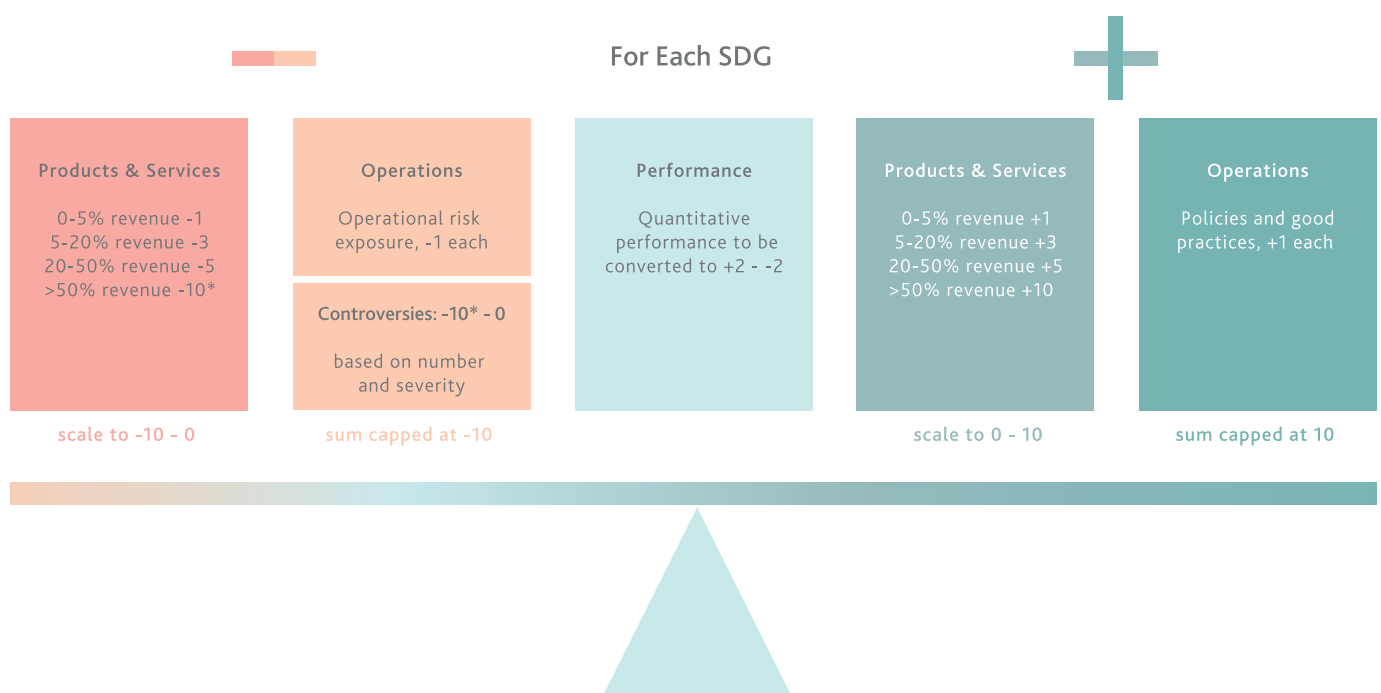 For Each SDG
Products & Services
0-5% revenue -1
5-20% revenue -3
20-50% revenue -5
>50% revenue -10*
scale to -10 - 0
Operations
Operational risk
exposure, -1 each
Controversies: -10* - 0
based on number
and severity
sum capped at -10
Performance
Quantitative
performance to be
converted to +2 - -2
Products & Services
0-5% revenue +1
5-20% revenue +3
20-50% revenue +5
>50% revenue +10
scale to 0 - 10
Operations
Policies and good
practices, +1 each
sum capped at 10